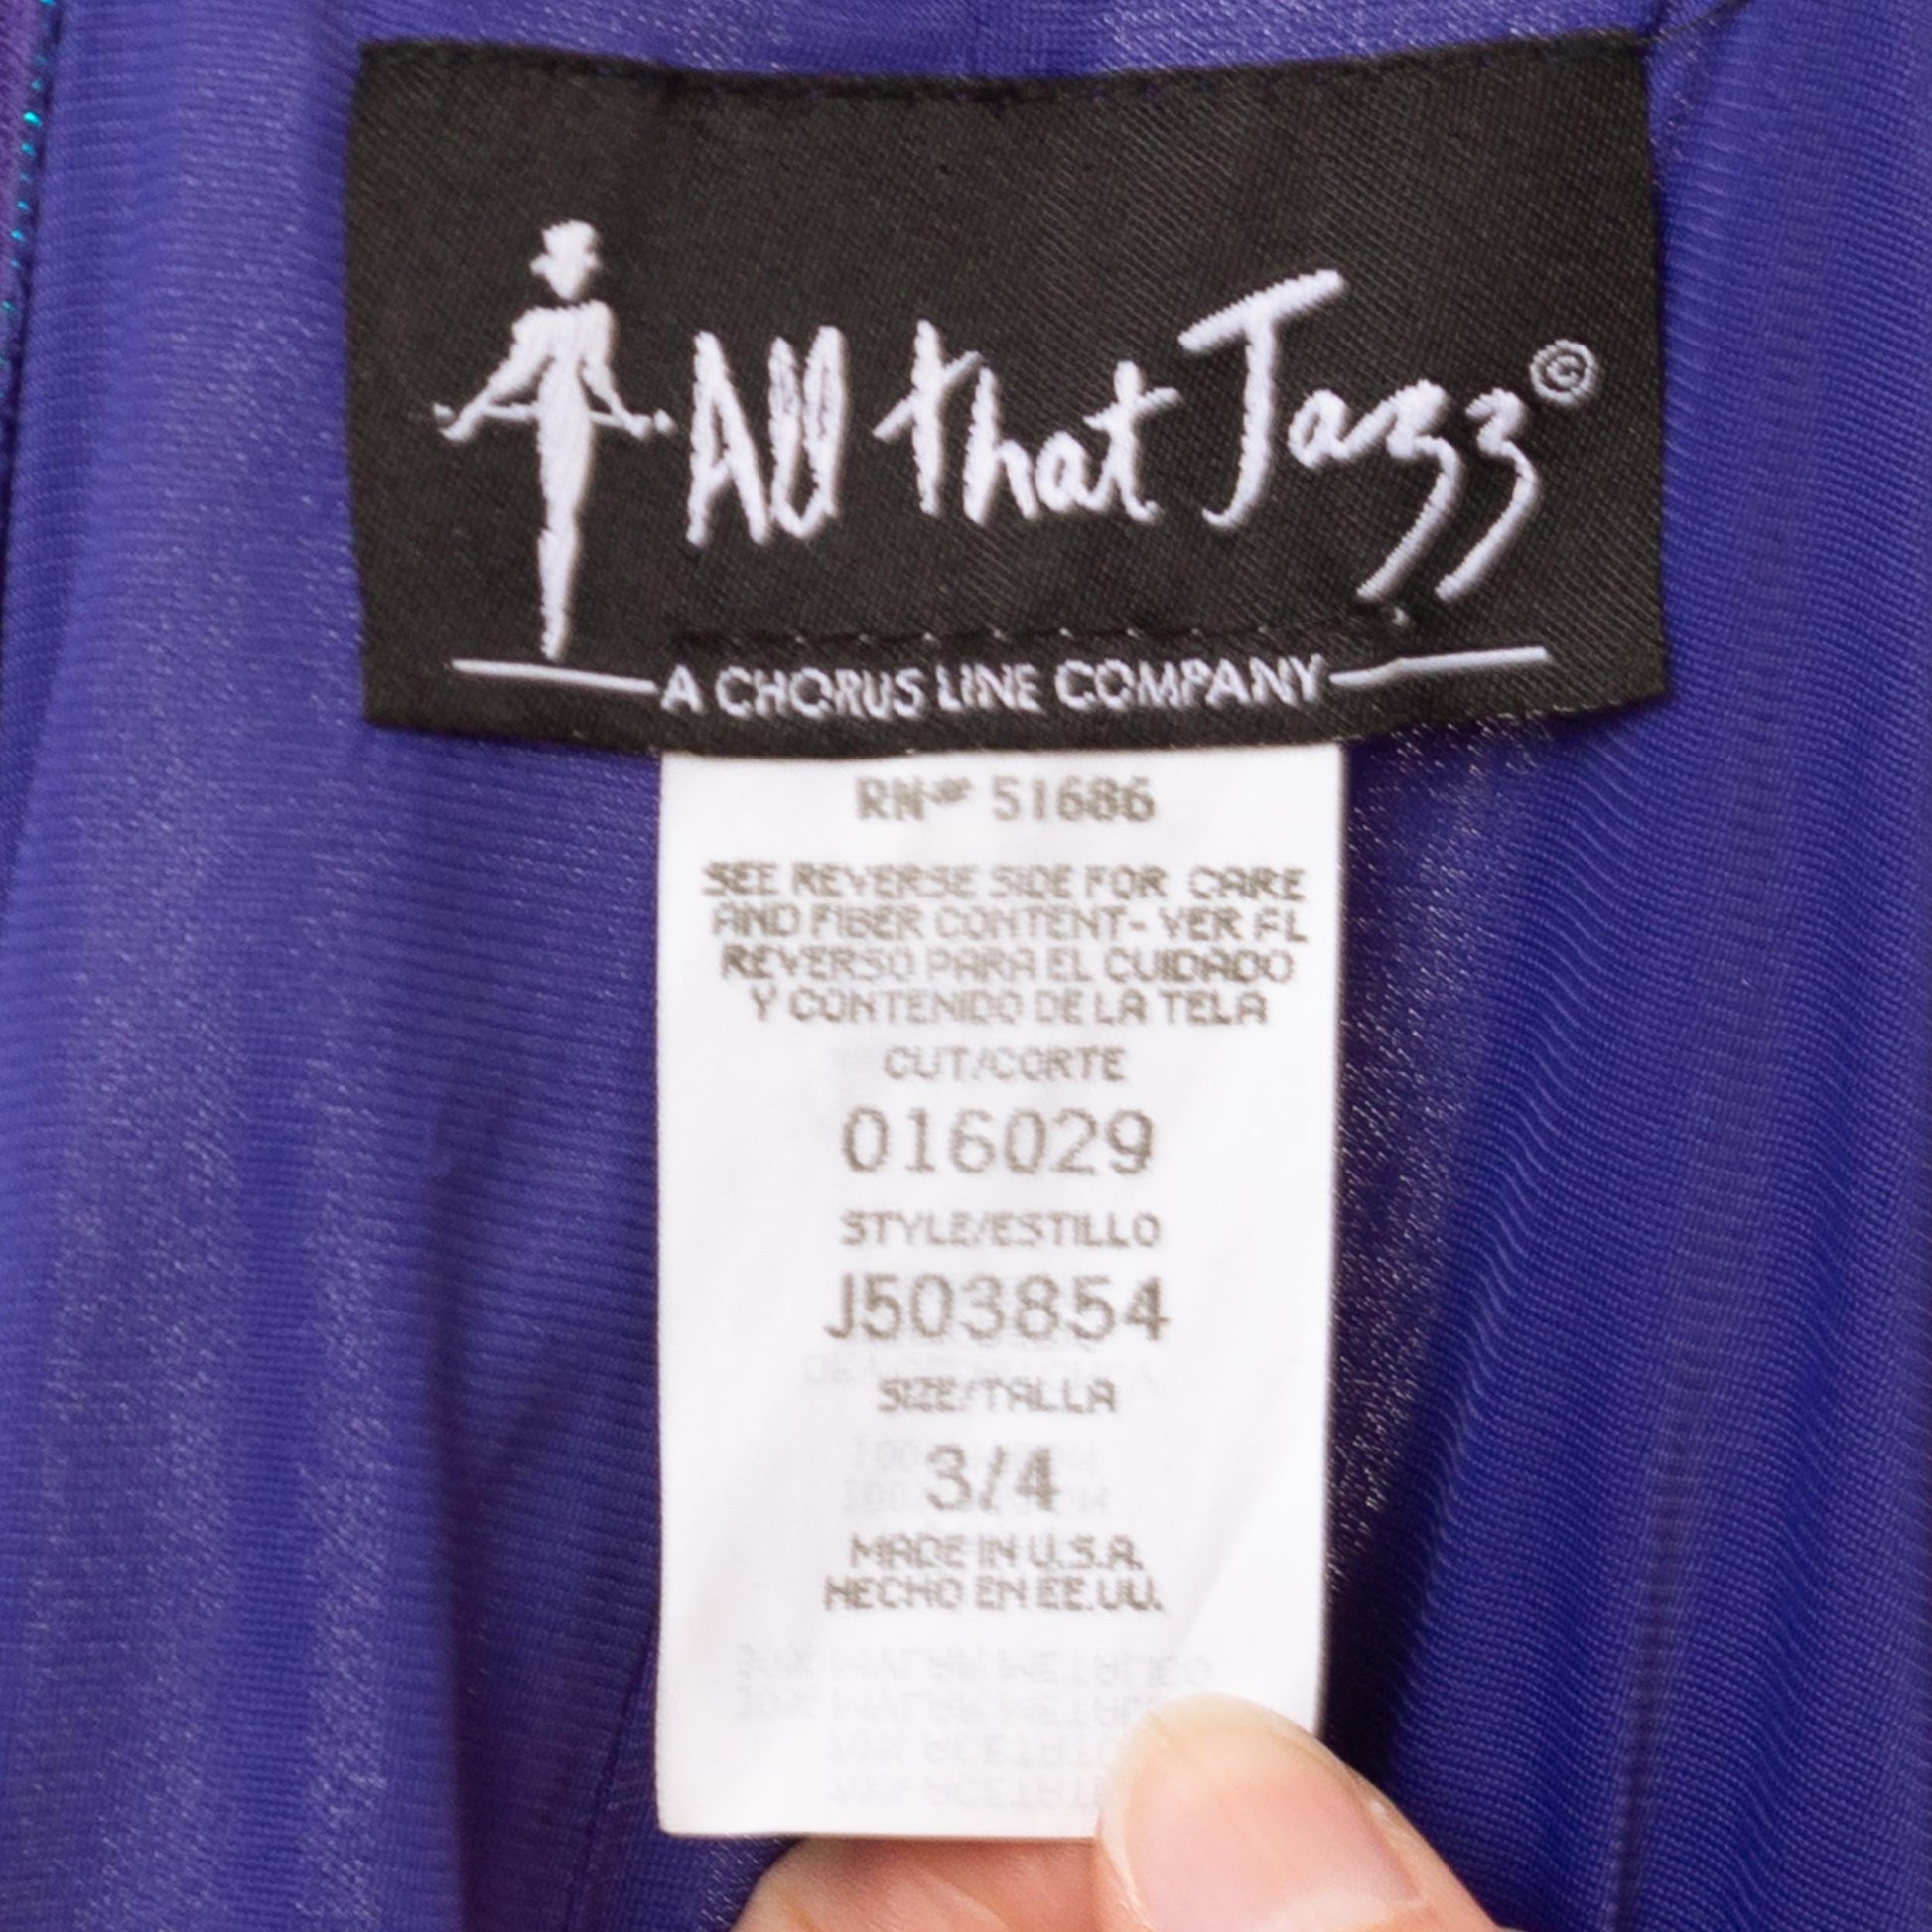 All that Jazz©
A CHORUS LINE COMPANY
RN# 51686
SEE REVERSE SIDE FOR CARE
AND FIBER CONTENT- VER AL
REVERSO PARA EL CUIDADO
Y CONTENIDO DE LA TELA
CUT/CORTE
016029
STYLE/ESTILLO
J503854
SIZE/TALLA
3/4
MADE IN U.S.A.
HECHO EN EE.UU.